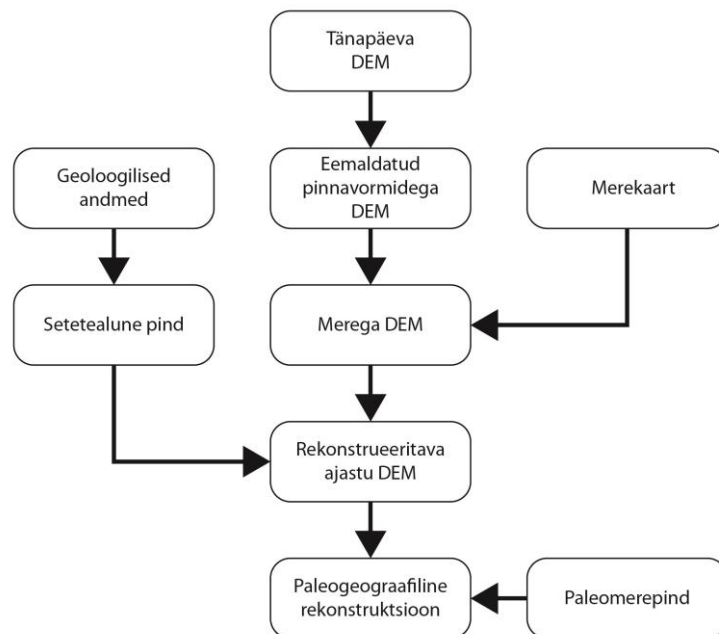 Tänapäeva
DEM
Geoloogilised
andmed
Eemaldatud
pinnavormidega
DEM
Merekaart
Setetealune pind
Merega DEM
Rekonstrueeritava
ajastu DEM
Paleogeograafiline
rekonstruktsioon
Paleomerepind